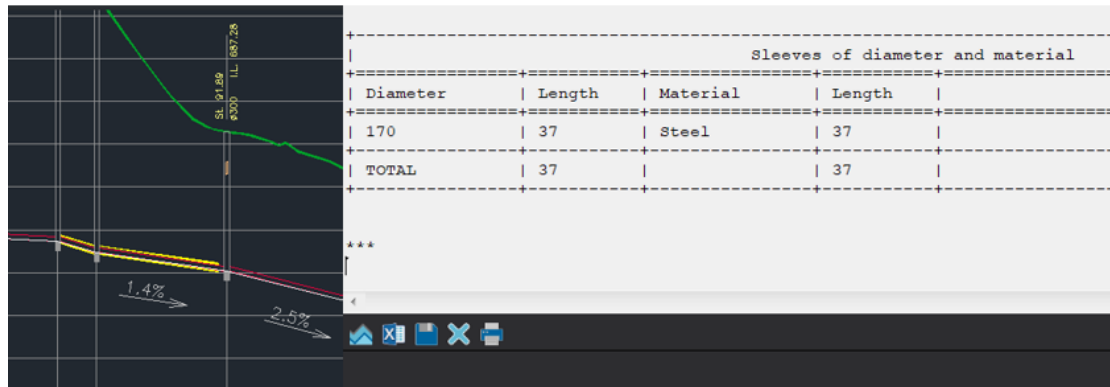 St. 91.89
ø300 I.L. 687.28
1.4%
2.5%
Sleeves of diameter and material
| Diameter | Length | Material | Length |
| 170 | 37 | Steel | 37 |
| TOTAL | 37 | | 37 |
***